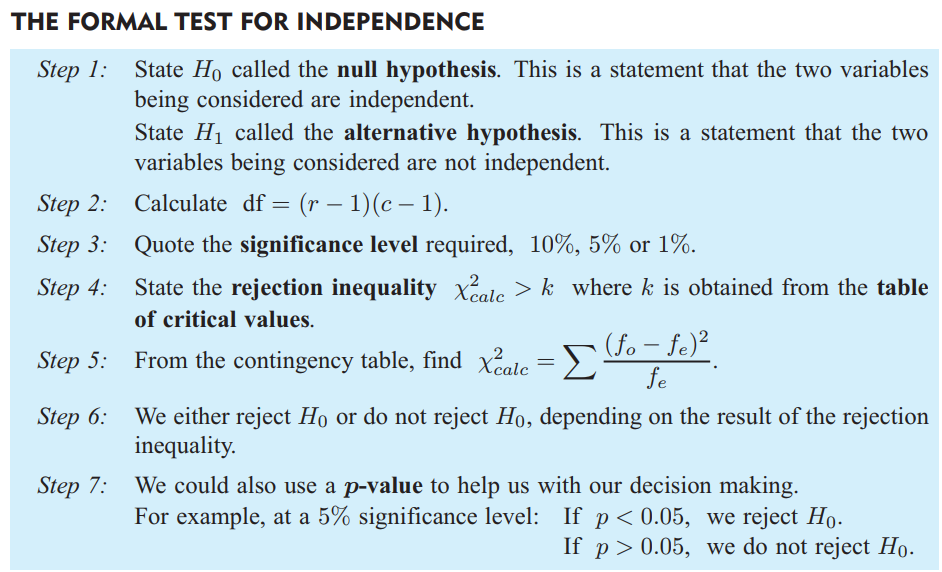 THE FORMAL TEST FOR INDEPENDENCE
Step 1: State H₀ called the null hypothesis. This is a statement that the two variables
being considered are independent.
State H₁ called the alternative hypothesis. This is a statement that the two
variables being considered are not independent.
Step 2: Calculate df = (r − 1)(c − 1).
Step 3: Quote the significance level required, 10%, 5% or 1%.
Step 4: State the rejection inequality χ²calc > k where k is obtained from the table
of critical values.
Step 5: From the contingency table, find χ²calc = ∑ (fₒ − fₑ)² / fₑ.
Step 6: We either reject H₀ or do not reject H₀, depending on the result of the rejection
inequality.
Step 7: We could also use a p-value to help us with our decision making.
For example, at a 5% significance level: If p < 0.05, we reject H₀.
If p > 0.05, we do not reject H₀.